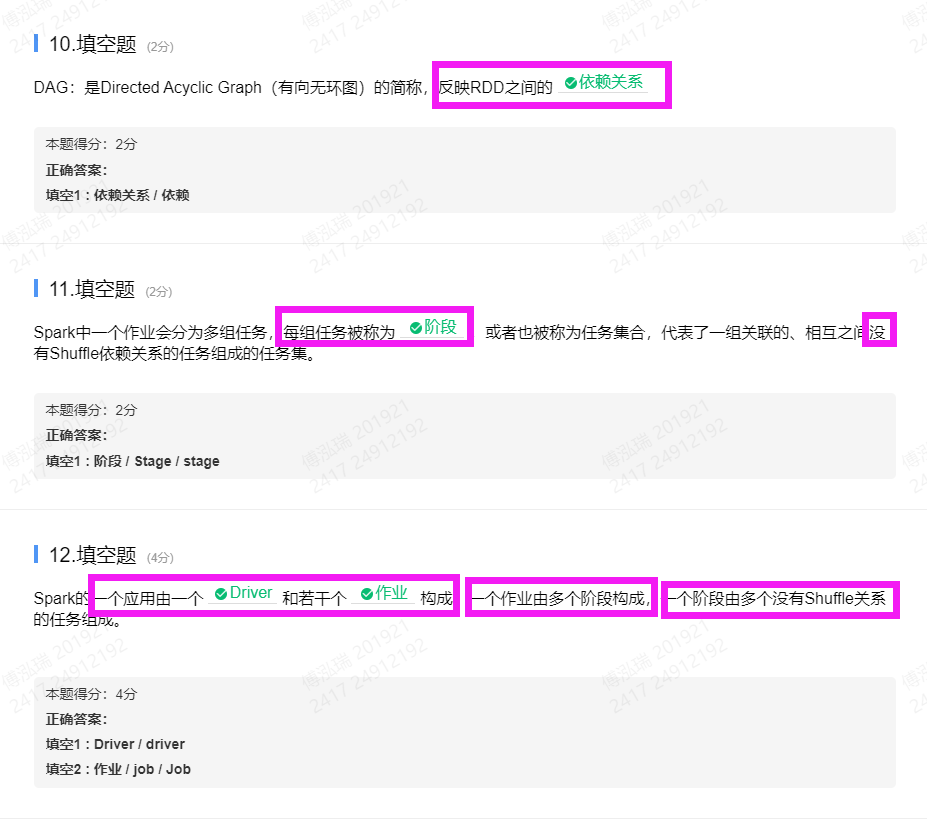 10.填空题 (2分)
DAG：是Directed Acyclic Graph（有向无环图）的简称，反映RDD之间的 依赖关系
本题得分：2分
正确答案：
填空1 : 依赖关系 / 依赖
11.填空题 (2分)
Spark中一个作业会分为多组任务，每组任务被称为 阶段 或者也被称为任务集合，代表了一组关联的、相互之间没
有Shuffle依赖关系的任务组成的任务集。
本题得分：2分
正确答案：
填空1 : 阶段 / Stage / stage
12.填空题 (4分)
Spark的一个应用由一个 Driver 和若干个 作业 构成，一个作业由多个阶段构成，一个阶段由多个没有Shuffle关系
的任务组成。
本题得分：4分
正确答案：
填空1 : Driver / driver
填空2 : 作业 / job / Job
傅泓瑞 201921
2417 24912192